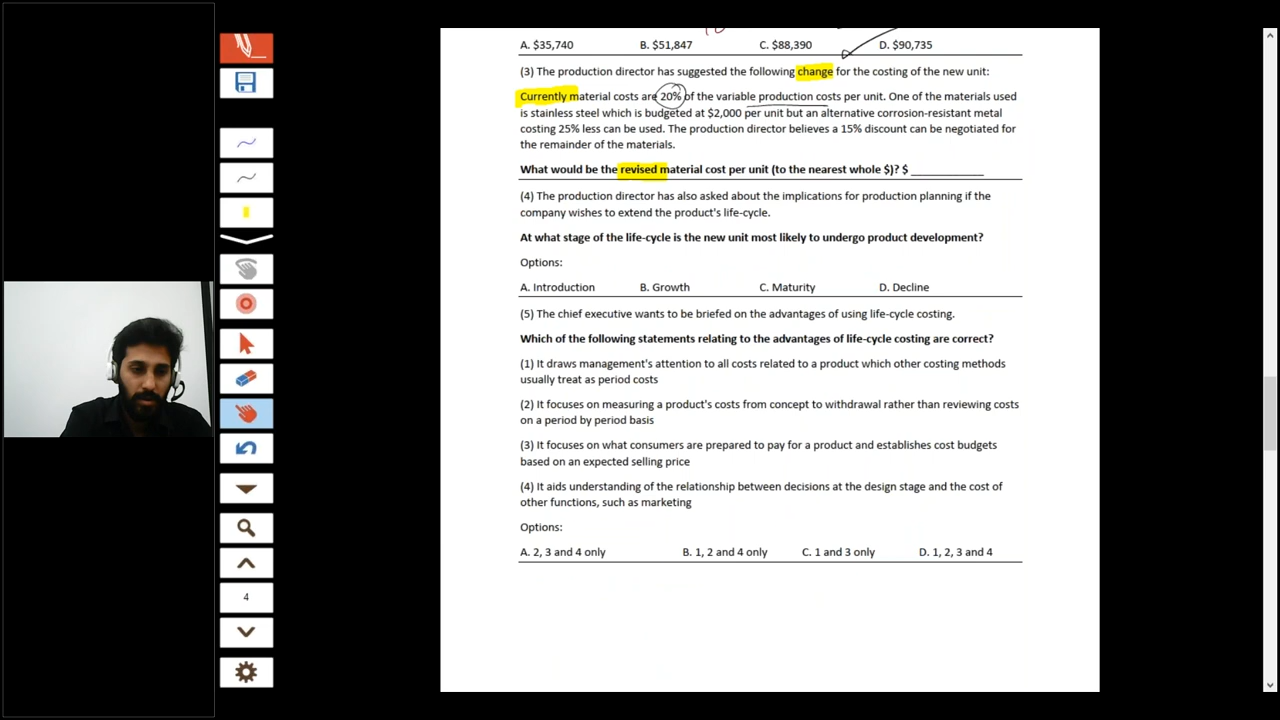 A. $35,740 B. $51,847 C. $88,390 D. $90,735
(3) The production director has suggested the following change for the costing of the new unit:
Currently material costs are 20% of the variable production costs per unit. One of the materials used
is stainless steel which is budgeted at $2,000 per unit but an alternative corrosion-resistant metal
costing 25% less can be used. The production director believes a 15% discount can be negotiated for
the remainder of the materials.
What would be the revised material cost per unit (to the nearest whole $)? $ ____________
(4) The production director has also asked about the implications for production planning if the
company wishes to extend the product's life-cycle.
At what stage of the life-cycle is the new unit most likely to undergo product development?
Options:
A. Introduction B. Growth C. Maturity D. Decline
(5) The chief executive wants to be briefed on the advantages of using life-cycle costing.
Which of the following statements relating to the advantages of life-cycle costing are correct?
(1) It draws management's attention to all costs related to a product which other costing methods
usually treat as period costs
(2) It focuses on measuring a product's costs from concept to withdrawal rather than reviewing costs
on a period by period basis
(3) It focuses on what consumers are prepared to pay for a product and establishes cost budgets
based on an expected selling price
(4) It aids understanding of the relationship between decisions at the design stage and the cost of
other functions, such as marketing
Options:
A. 2, 3 and 4 only B. 1, 2 and 4 only C. 1 and 3 only D. 1, 2, 3 and 4
4